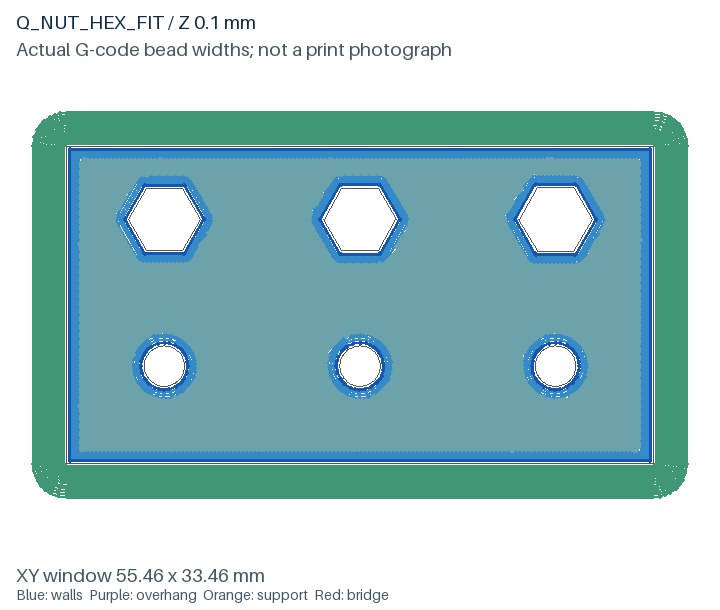 Q_NUT_HEX_FIT / Z 0.1 mm
Actual G-code bead widths; not a print photograph
XY window 55.46 x 33.46 mm
Blue: walls  Purple: overhang  Orange: support  Red: bridge